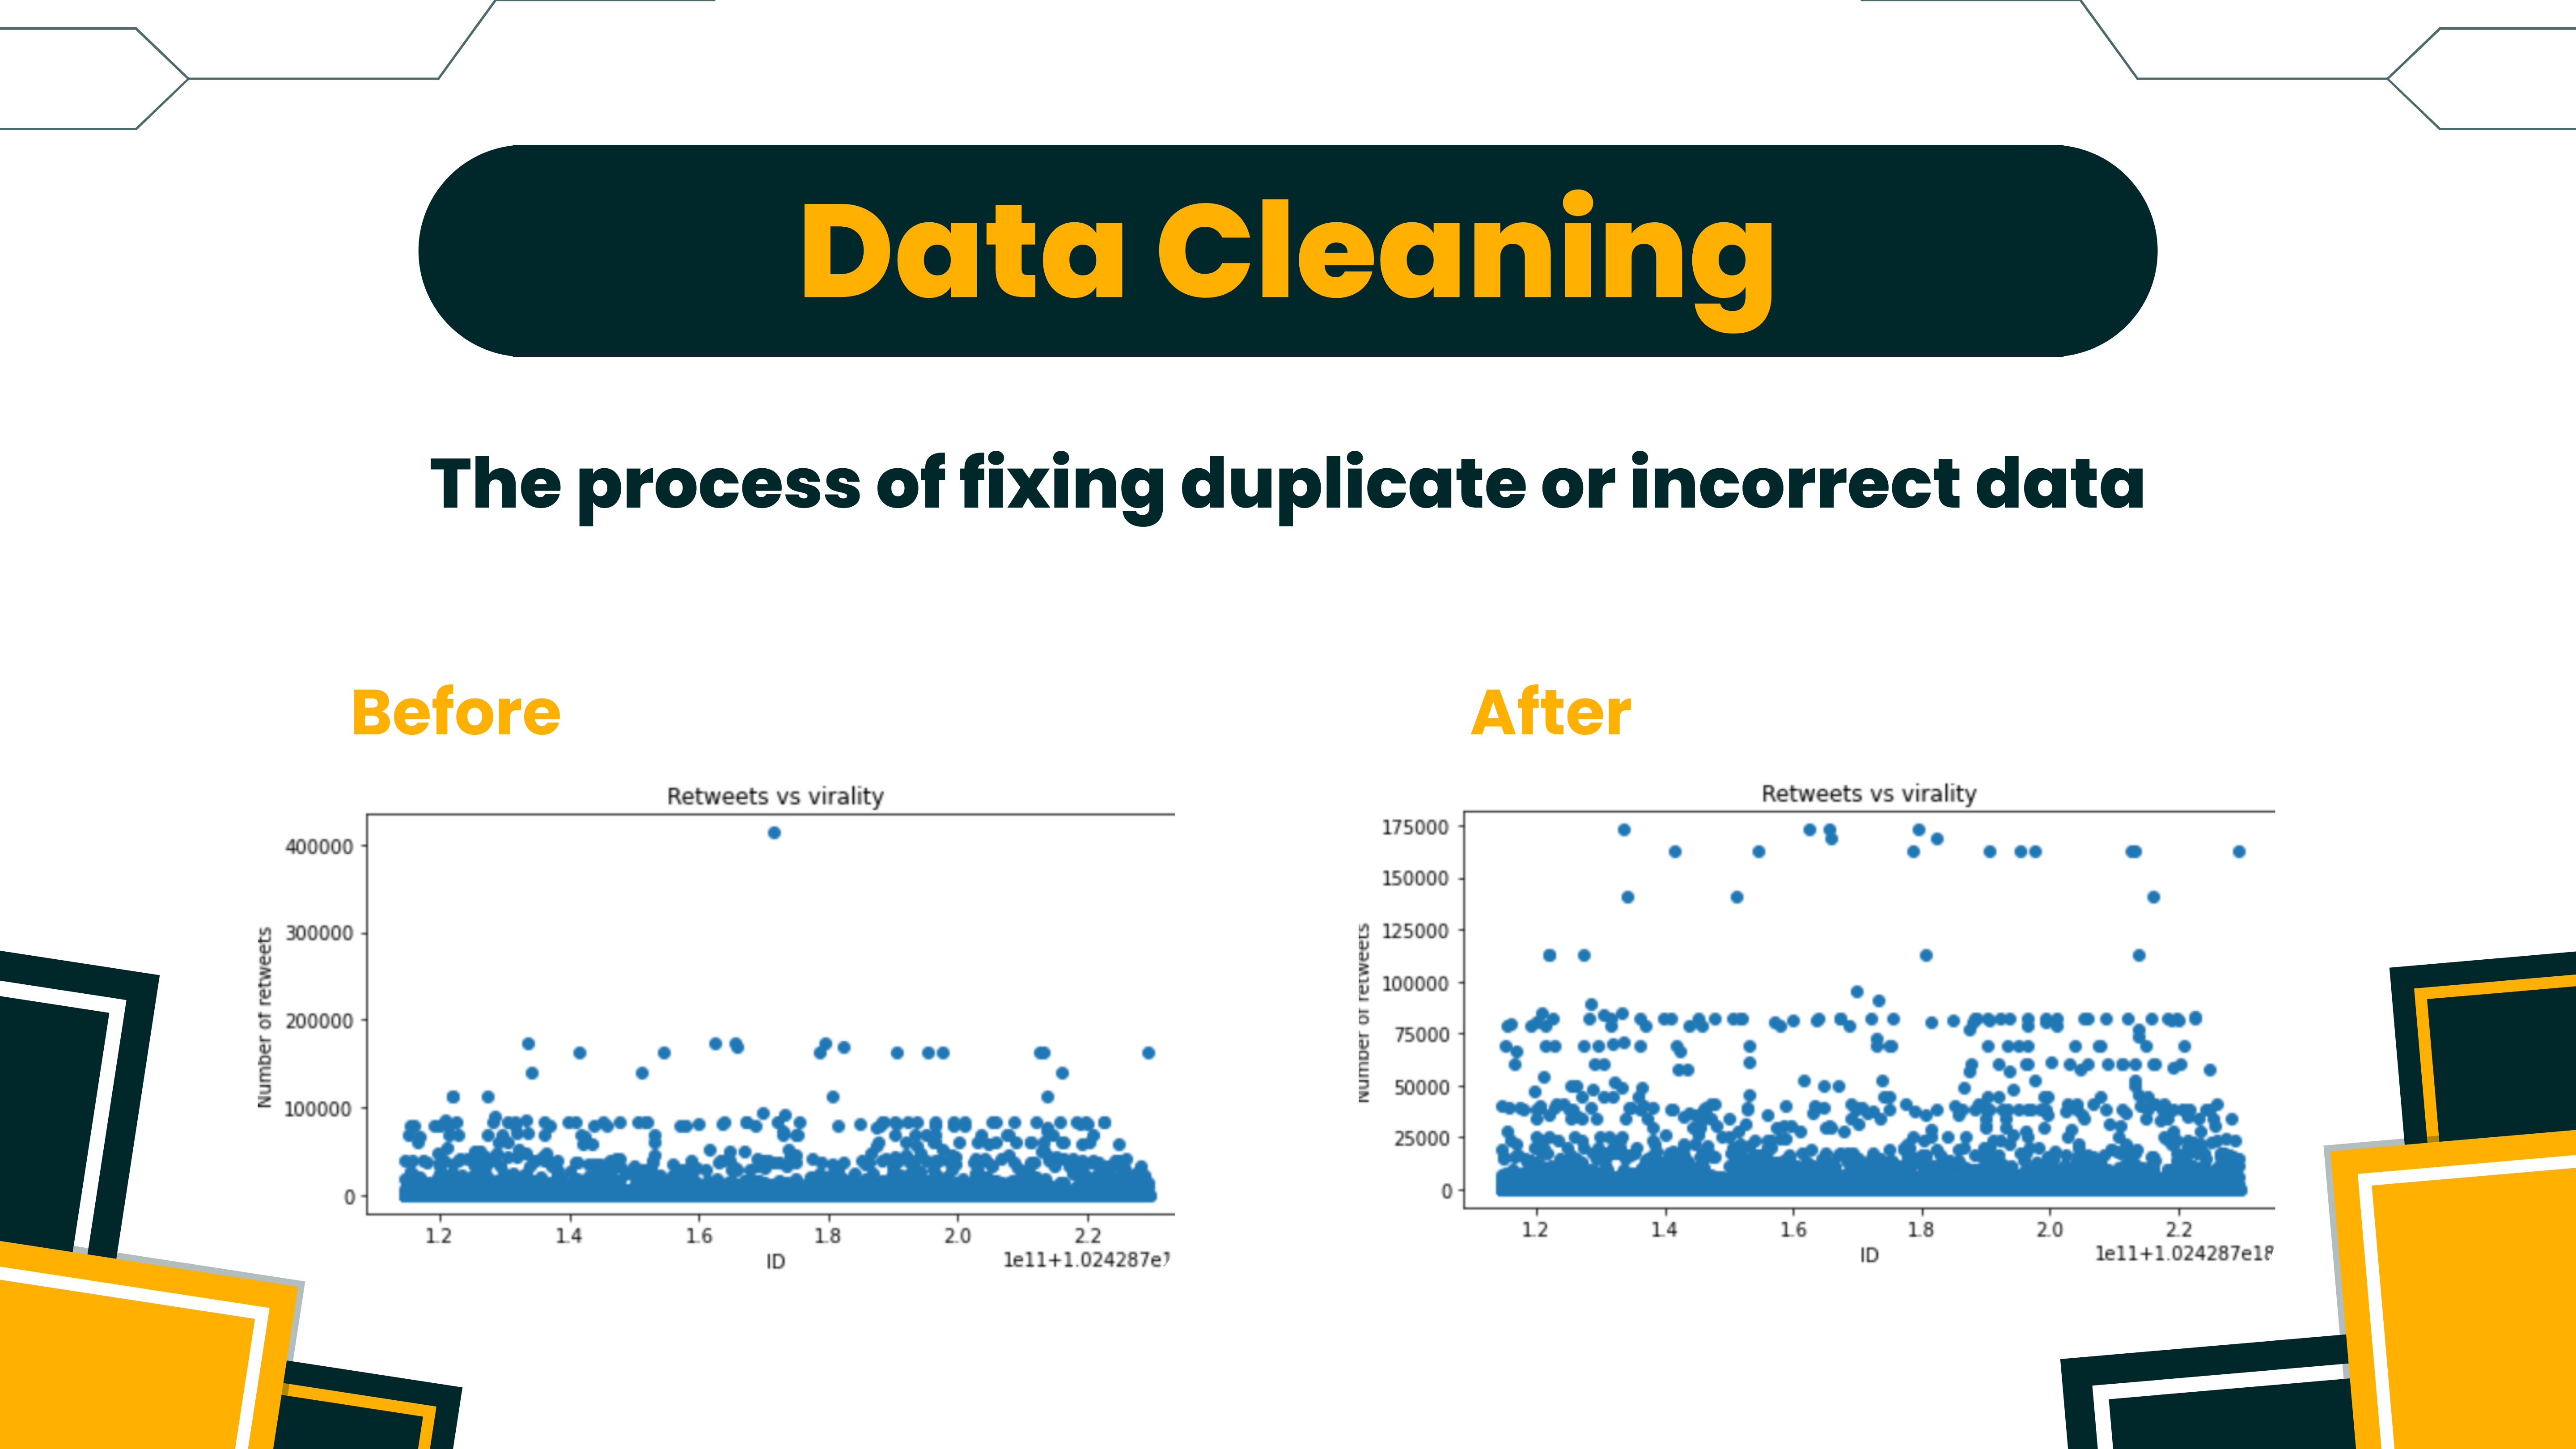 Data Cleaning
The process of fixing duplicate or incorrect data
Before
Retweets vs virality
Number of retweets
400000
300000
200000
100000
0
1.2 1.4 1.6 1.8 2.0 2.2
ID
1e11+1.024287e
After
Retweets vs virality
Number of retweets
175000
150000
125000
100000
75000
50000
25000
0
1.2 1.4 1.6 1.8 2.0 2.2
ID
1e11+1.024287e18